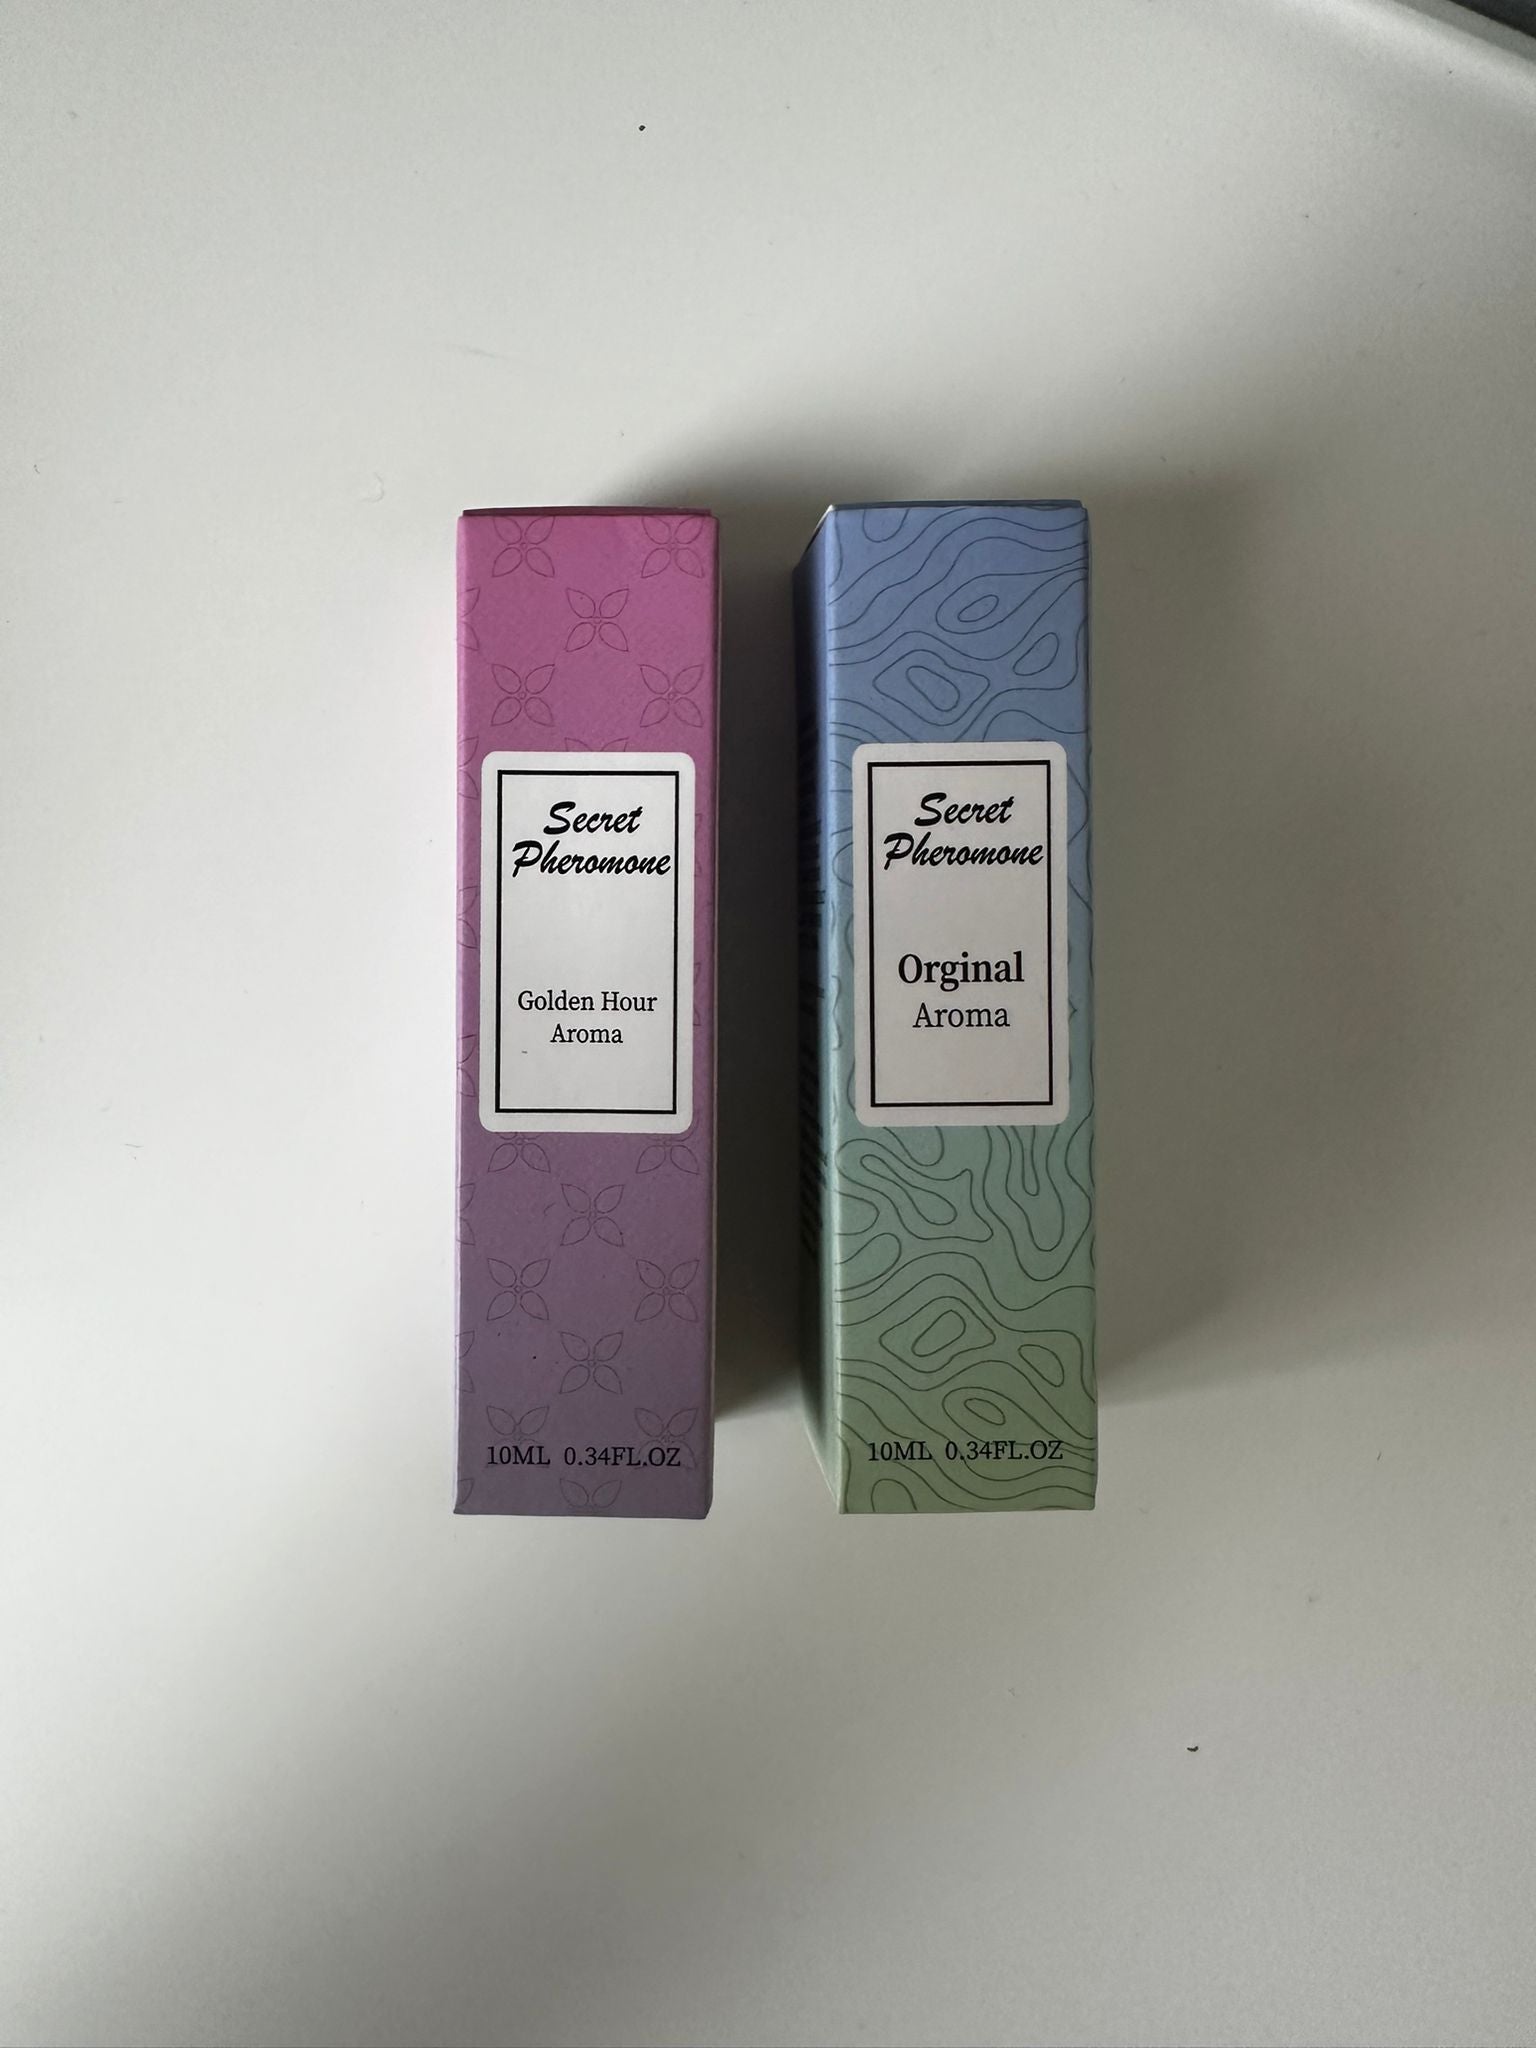 Secret
Pheromone
Golden Hour
Aroma
10ML 0.34FL.OZ
Secret
Pheromone
Orginal
Aroma
10ML 0.34FL.OZ